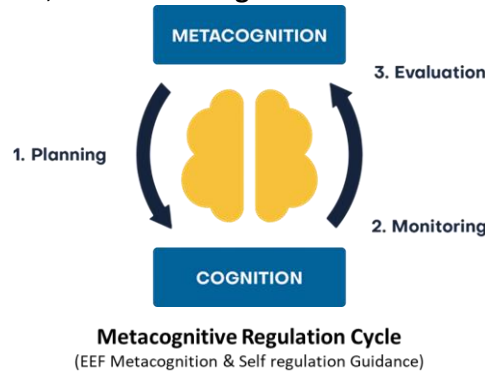 METACOGNITION
3. Evaluation
1. Planning
2. Monitoring
COGNITION
Metacognitive Regulation Cycle
(EEF Metacognition & Self regulation Guidance)